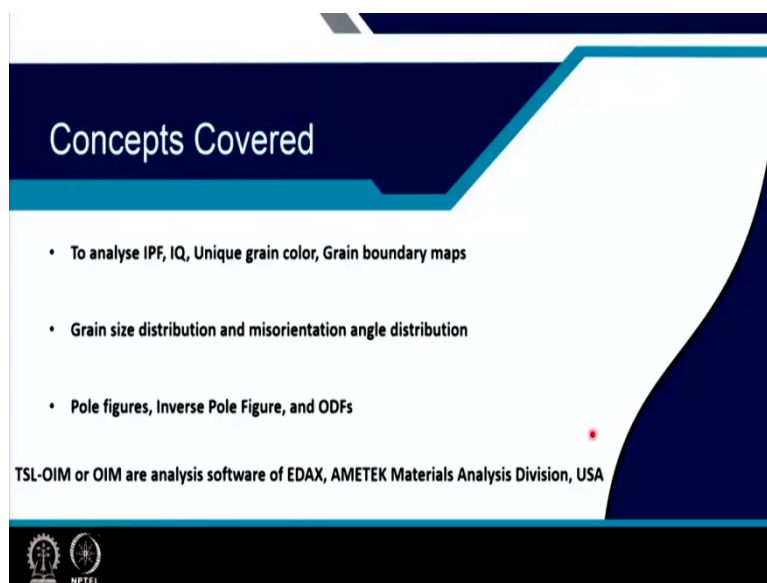 Concepts Covered
• To analyse IPF, IQ, Unique grain color, Grain boundary maps
• Grain size distribution and misorientation angle distribution
• Pole figures, Inverse Pole Figure, and ODFs
TSL-OIM or OIM are analysis software of EDAX, AMETEK Materials Analysis Division, USA
NPTEL